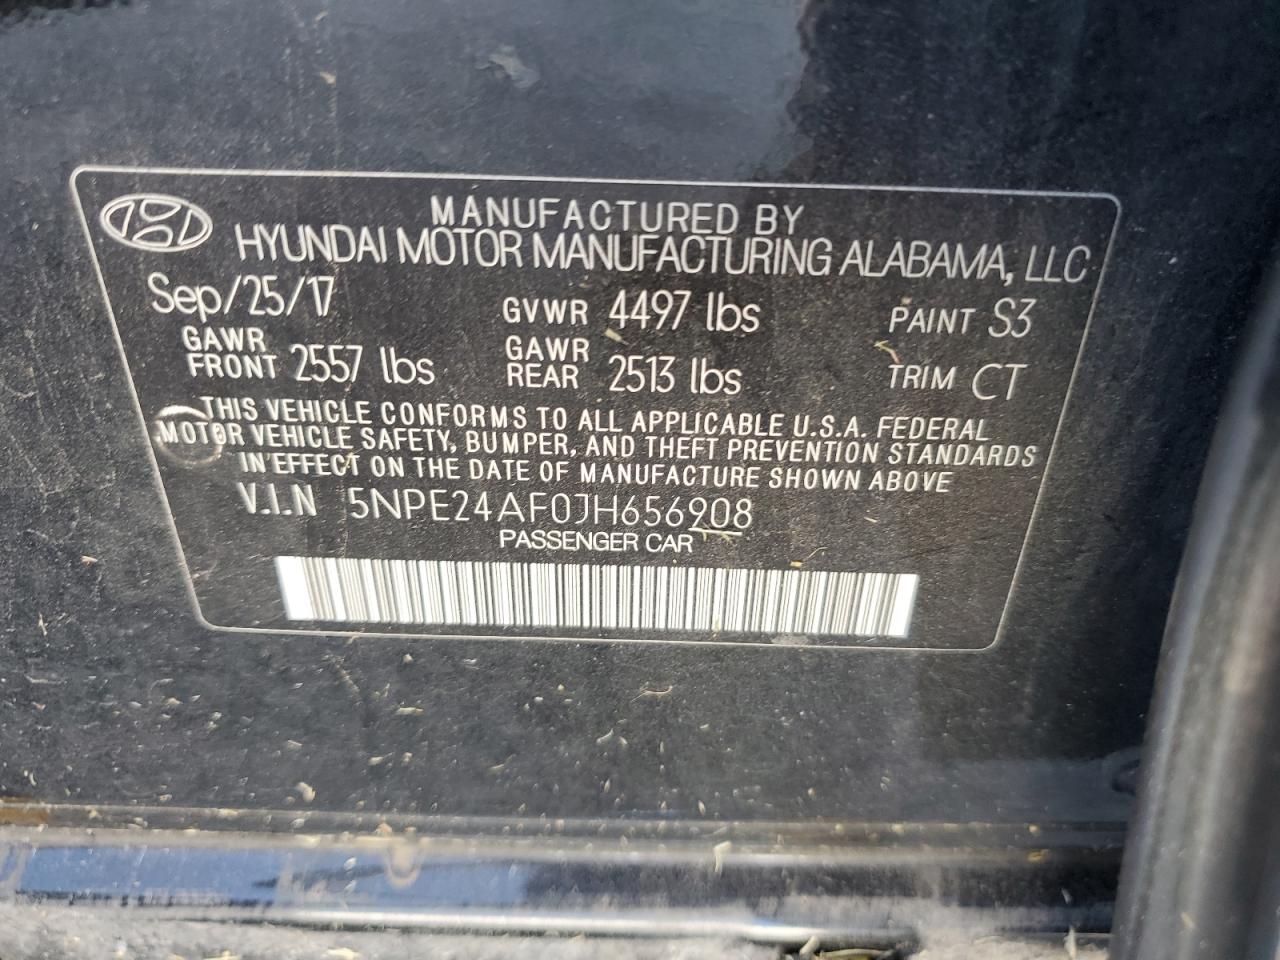 MANUFACTURED BY
HYUNDAI MOTOR MANUFACTURING ALABAMA, LLC
Sep/25/17 GVWR 4497 lbs PAINT S3
GAWR FRONT 2557 lbs GAWR REAR 2513 lbs TRIM CT
THIS VEHICLE CONFORMS TO ALL APPLICABLE U.S.A. FEDERAL
MOTOR VEHICLE SAFETY, BUMPER, AND THEFT PREVENTION STANDARDS
IN EFFECT ON THE DATE OF MANUFACTURE SHOWN ABOVE
V.I.N 5NPE24AF0JH656908
PASSENGER CAR